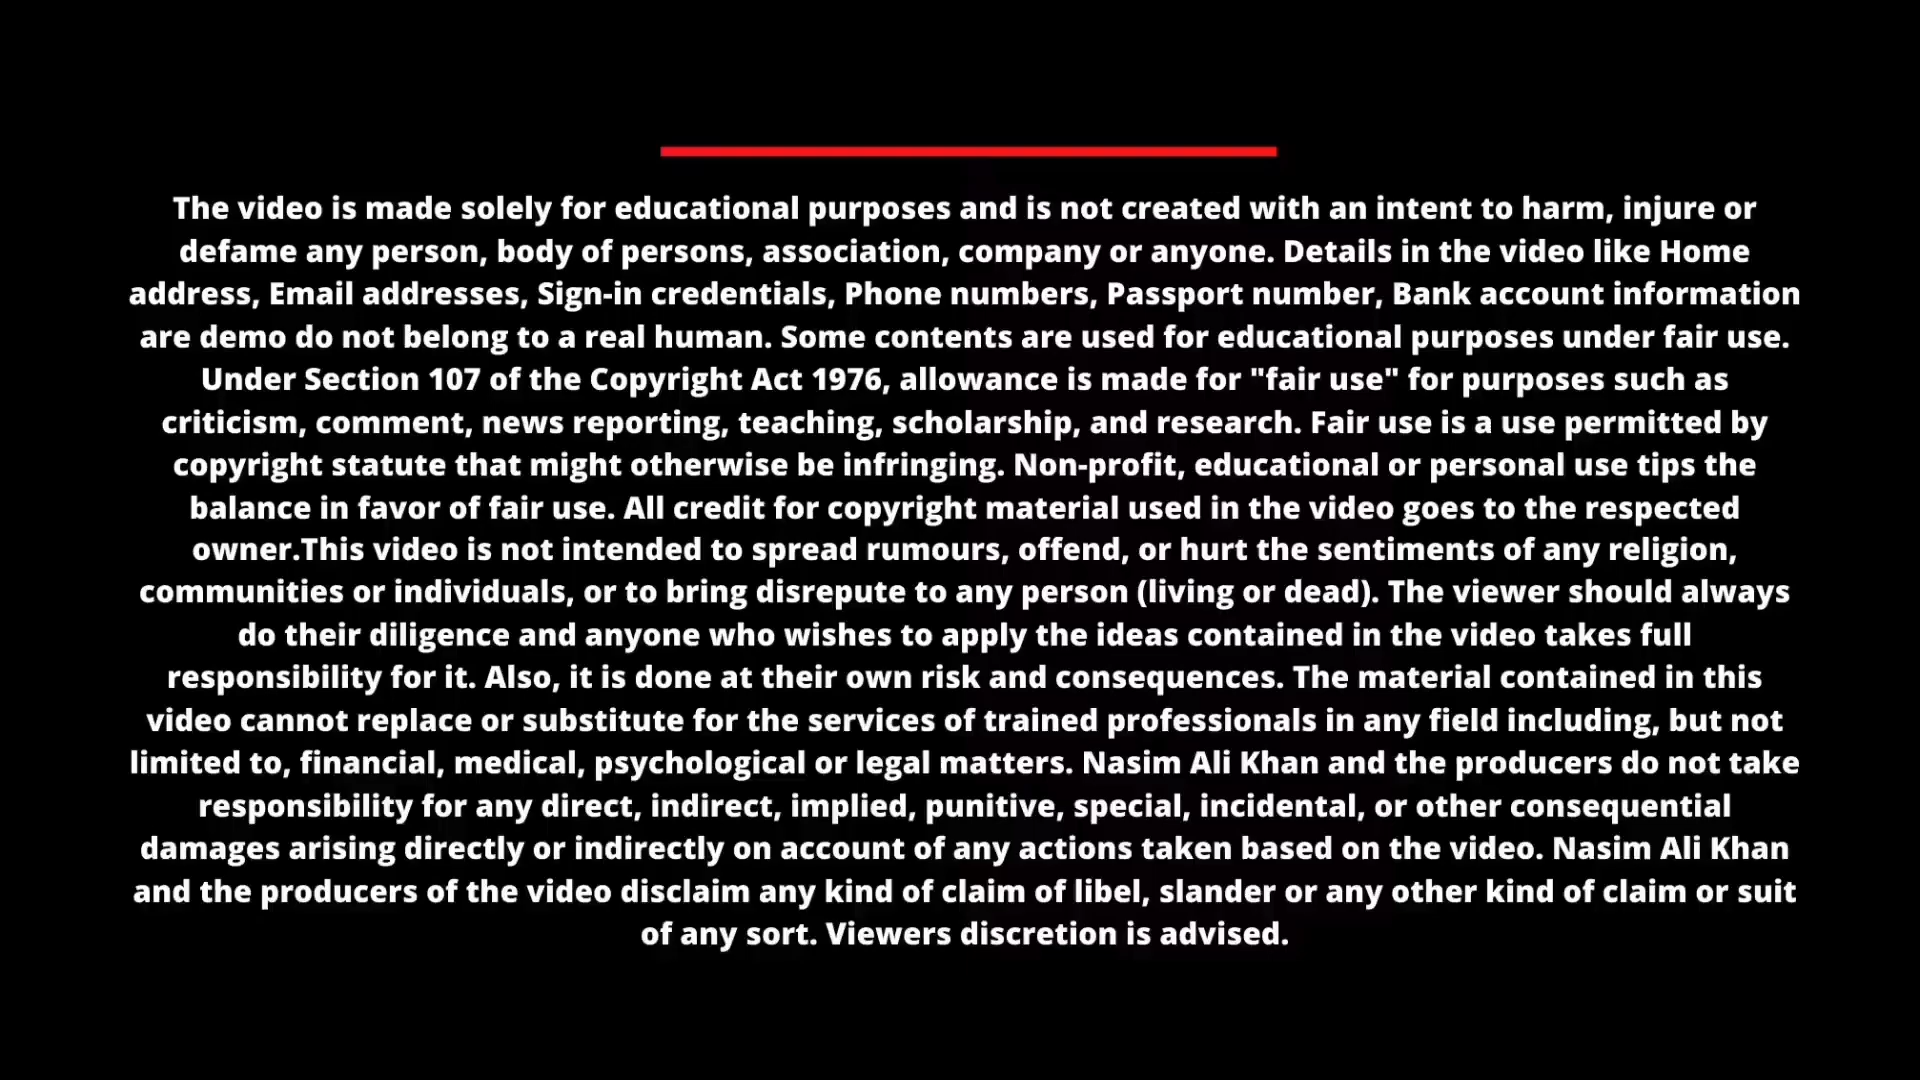 The video is made solely for educational purposes and is not created with an intent to harm, injure or
defame any person, body of persons, association, company or anyone. Details in the video like Home
address, Email addresses, Sign-in credentials, Phone numbers, Passport number, Bank account information
are demo do not belong to a real human. Some contents are used for educational purposes under fair use.
Under Section 107 of the Copyright Act 1976, allowance is made for "fair use" for purposes such as
criticism, comment, news reporting, teaching, scholarship, and research. Fair use is a use permitted by
copyright statute that might otherwise be infringing. Non-profit, educational or personal use tips the
balance in favor of fair use. All credit for copyright material used in the video goes to the respected
owner.This video is not intended to spread rumours, offend, or hurt the sentiments of any religion,
communities or individuals, or to bring disrepute to any person (living or dead). The viewer should always
do their diligence and anyone who wishes to apply the ideas contained in the video takes full
responsibility for it. Also, it is done at their own risk and consequences. The material contained in this
video cannot replace or substitute for the services of trained professionals in any field including, but not
limited to, financial, medical, psychological or legal matters. Nasim Ali Khan and the producers do not take
responsibility for any direct, indirect, implied, punitive, special, incidental, or other consequential
damages arising directly or indirectly on account of any actions taken based on the video. Nasim Ali Khan
and the producers of the video disclaim any kind of claim of libel, slander or any other kind of claim or suit
of any sort. Viewers discretion is advised.